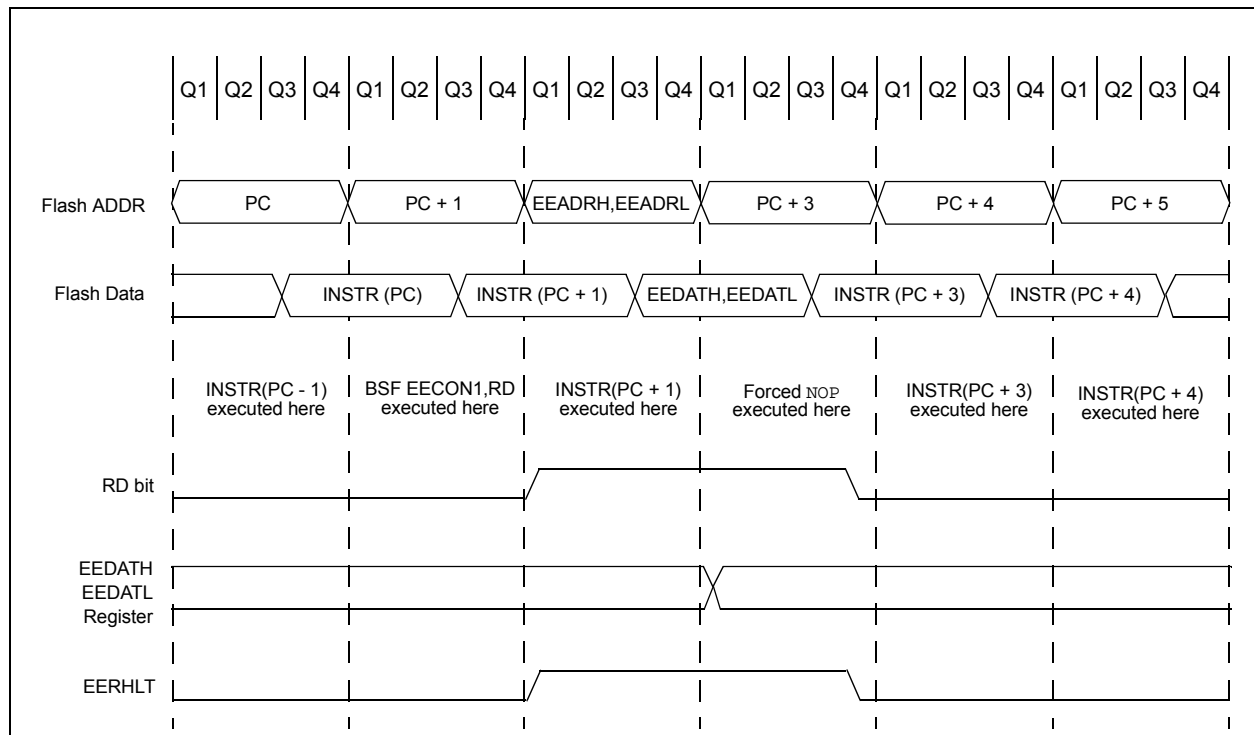 Q1 Q2 Q3 Q4 Q1 Q2 Q3 Q4 Q1 Q2 Q3 Q4 Q1 Q2 Q3 Q4 Q1 Q2 Q3 Q4 Q1 Q2 Q3 Q4
Flash ADDR PC PC + 1 EEADRH,EEADRL PC + 3 PC + 4 PC + 5
Flash Data INSTR (PC) INSTR (PC + 1) EEDATH,EEDATL INSTR (PC + 3) INSTR (PC + 4)
INSTR(PC - 1)
executed here
BSF EECON1,RD
executed here
INSTR(PC + 1)
executed here
Forced NOP
executed here
INSTR(PC + 3)
executed here
INSTR(PC + 4)
executed here
RD bit
EEDATH
EEDATL
Register
EERHLT